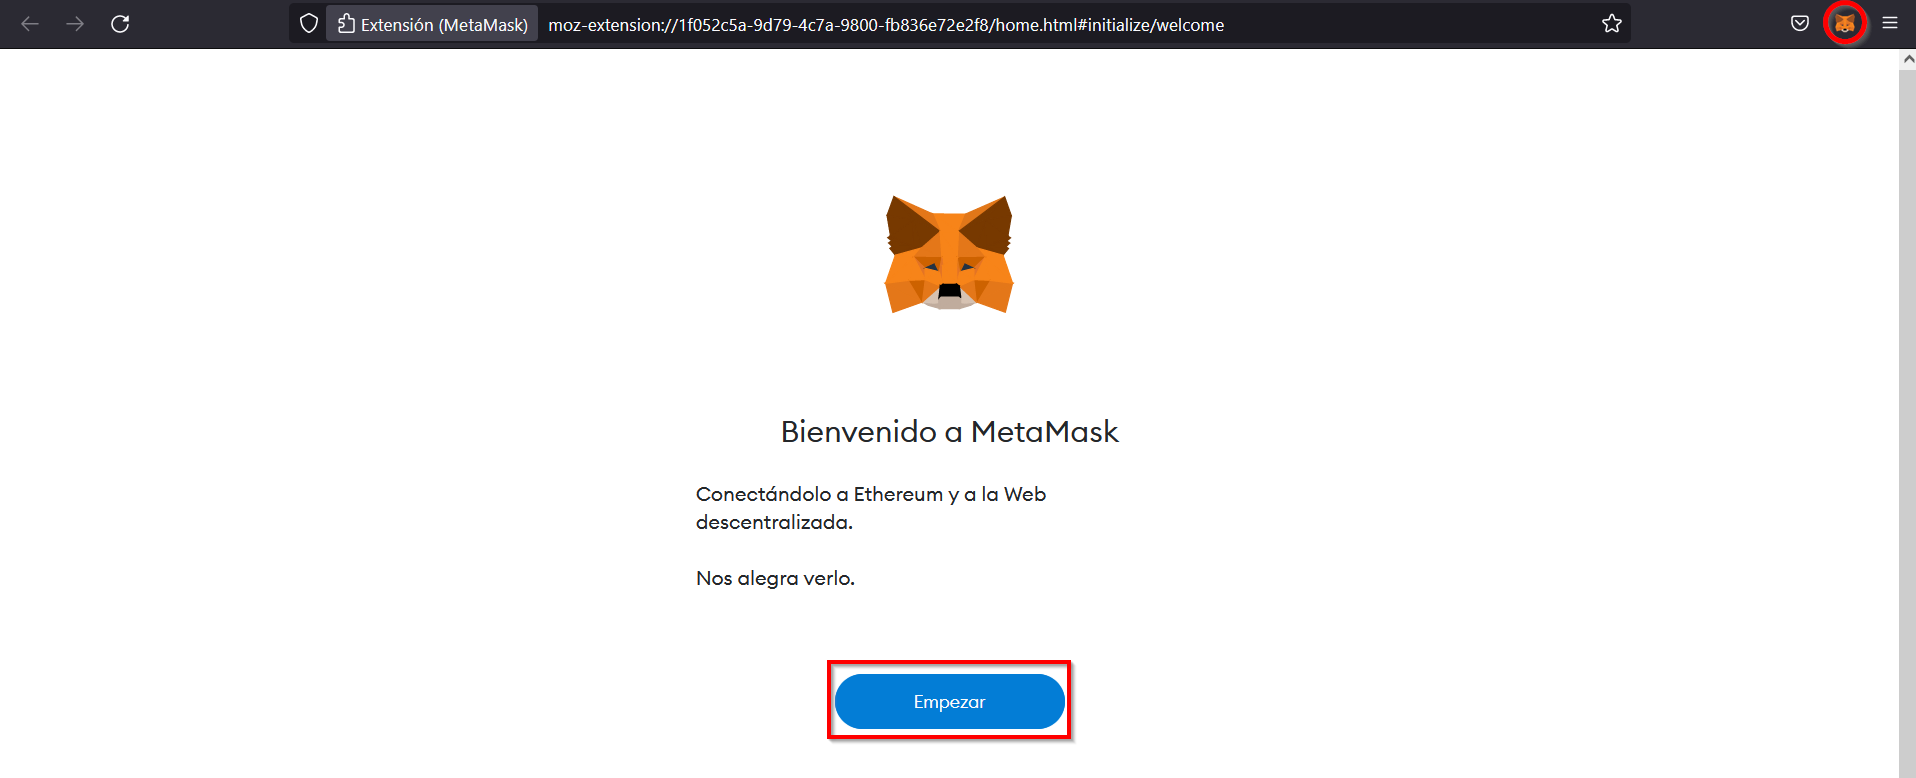 Extensión (MetaMask) moz-extension://1f052c5a-9d79-4c7a-9800-fb836e72e2f8/home.html#initialize/welcome
Bienvenido a MetaMask
Conectándolo a Ethereum y a la Web
descentralizada.
Nos alegra verlo.
Empezar